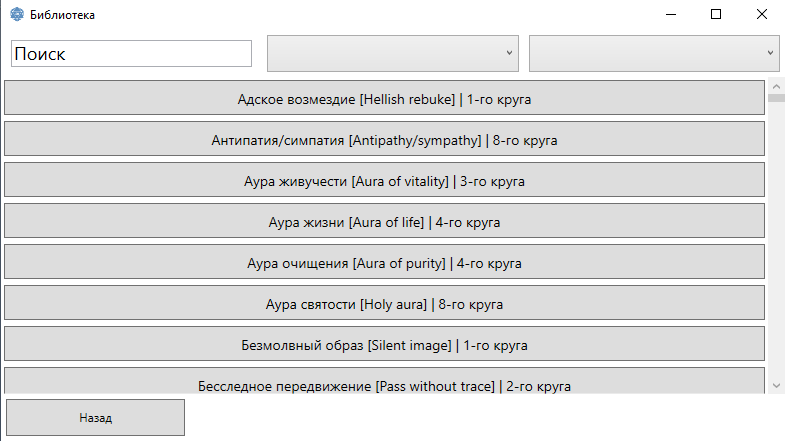 Библиотека
Поиск
Адское возмездие [Hellish rebuke] | 1-го круга
Антипатия/симпатия [Antipathy/sympathy] | 8-го круга
Аура живучести [Aura of vitality] | 3-го круга
Аура жизни [Aura of life] | 4-го круга
Аура очищения [Aura of purity] | 4-го круга
Аура святости [Holy aura] | 8-го круга
Безмолвный образ [Silent image] | 1-го круга
Бесследное передвижение [Pass without trace] | 2-го круга
Назад